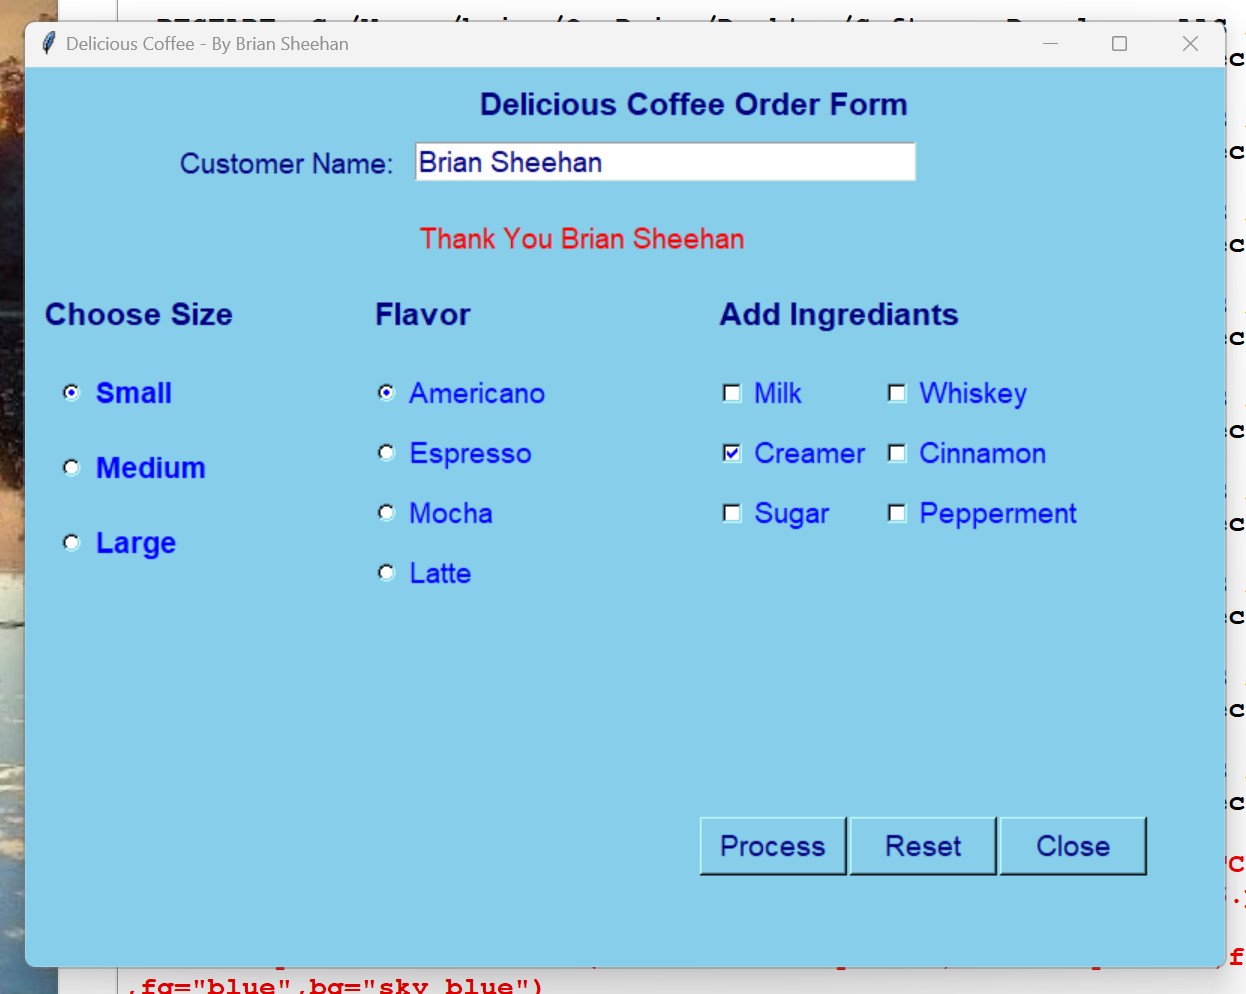 Delicious Coffee - By Brian Sheehan
Delicious Coffee Order Form
Customer Name: Brian Sheehan
Thank You Brian Sheehan
Choose Size Flavor Add Ingrediants
Small Americano Milk Whiskey
Medium Espresso Creamer Cinnamon
Large Mocha Sugar Pepperment
Latte
Process Reset Close
,fg="blue",bg="sky blue")